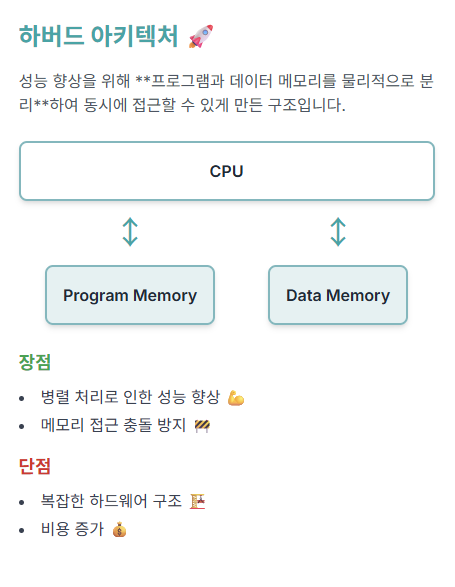 하버드 아키텍처 🚀
성능 향상을 위해 **프로그램과 데이터 메모리를 물리적으로 분
리**하여 동시에 접근할 수 있게 만든 구조입니다.
CPU
↕ ↕
Program Memory Data Memory
장점
• 병렬 처리로 인한 성능 향상 💪
• 메모리 접근 충돌 방지 🚧
단점
• 복잡한 하드웨어 구조 🏗️
• 비용 증가 💰